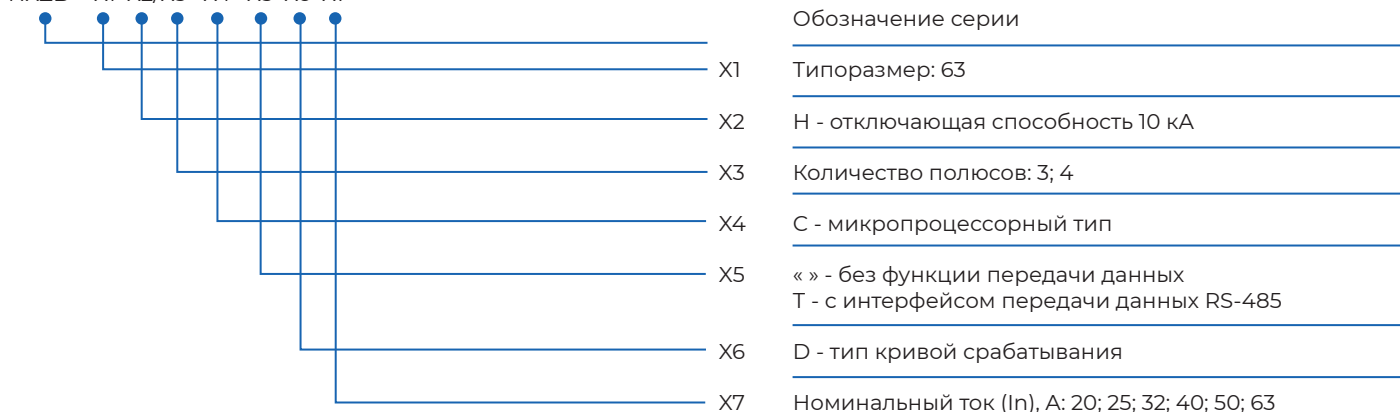 Обозначение серии
X1 Типоразмер: 63
X2 H - отключающая способность 10 кА
X3 Количество полюсов: 3; 4
X4 C - микропроцессорный тип
X5 « » - без функции передачи данных
T - с интерфейсом передачи данных RS-485
X6 D - тип кривой срабатывания
X7 Номинальный ток (In), А: 20; 25; 32; 40; 50; 63